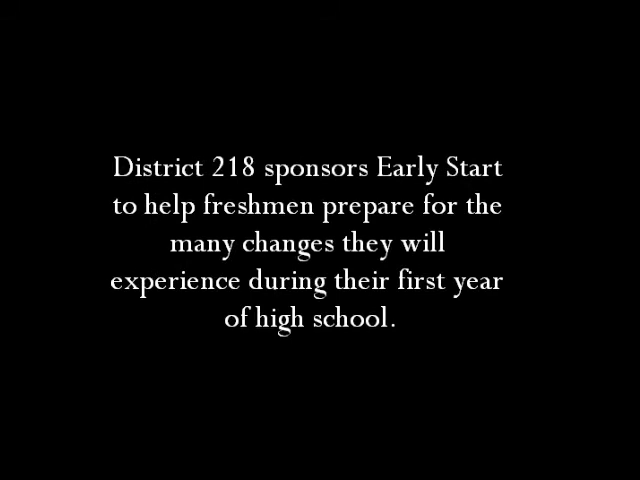 District 218 sponsors Early Start
to help freshmen prepare for the
many changes they will
experience during their first year
of high school.